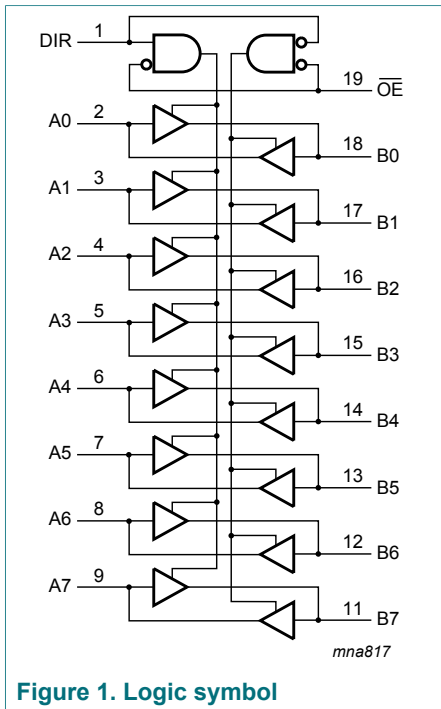 DIR 1
19 OE
A0 2
18 B0
A1 3
17 B1
A2 4
16 B2
A3 5
15 B3
A4 6
14 B4
A5 7
13 B5
A6 8
12 B6
A7 9
11 B7
mna817
Figure 1. Logic symbol